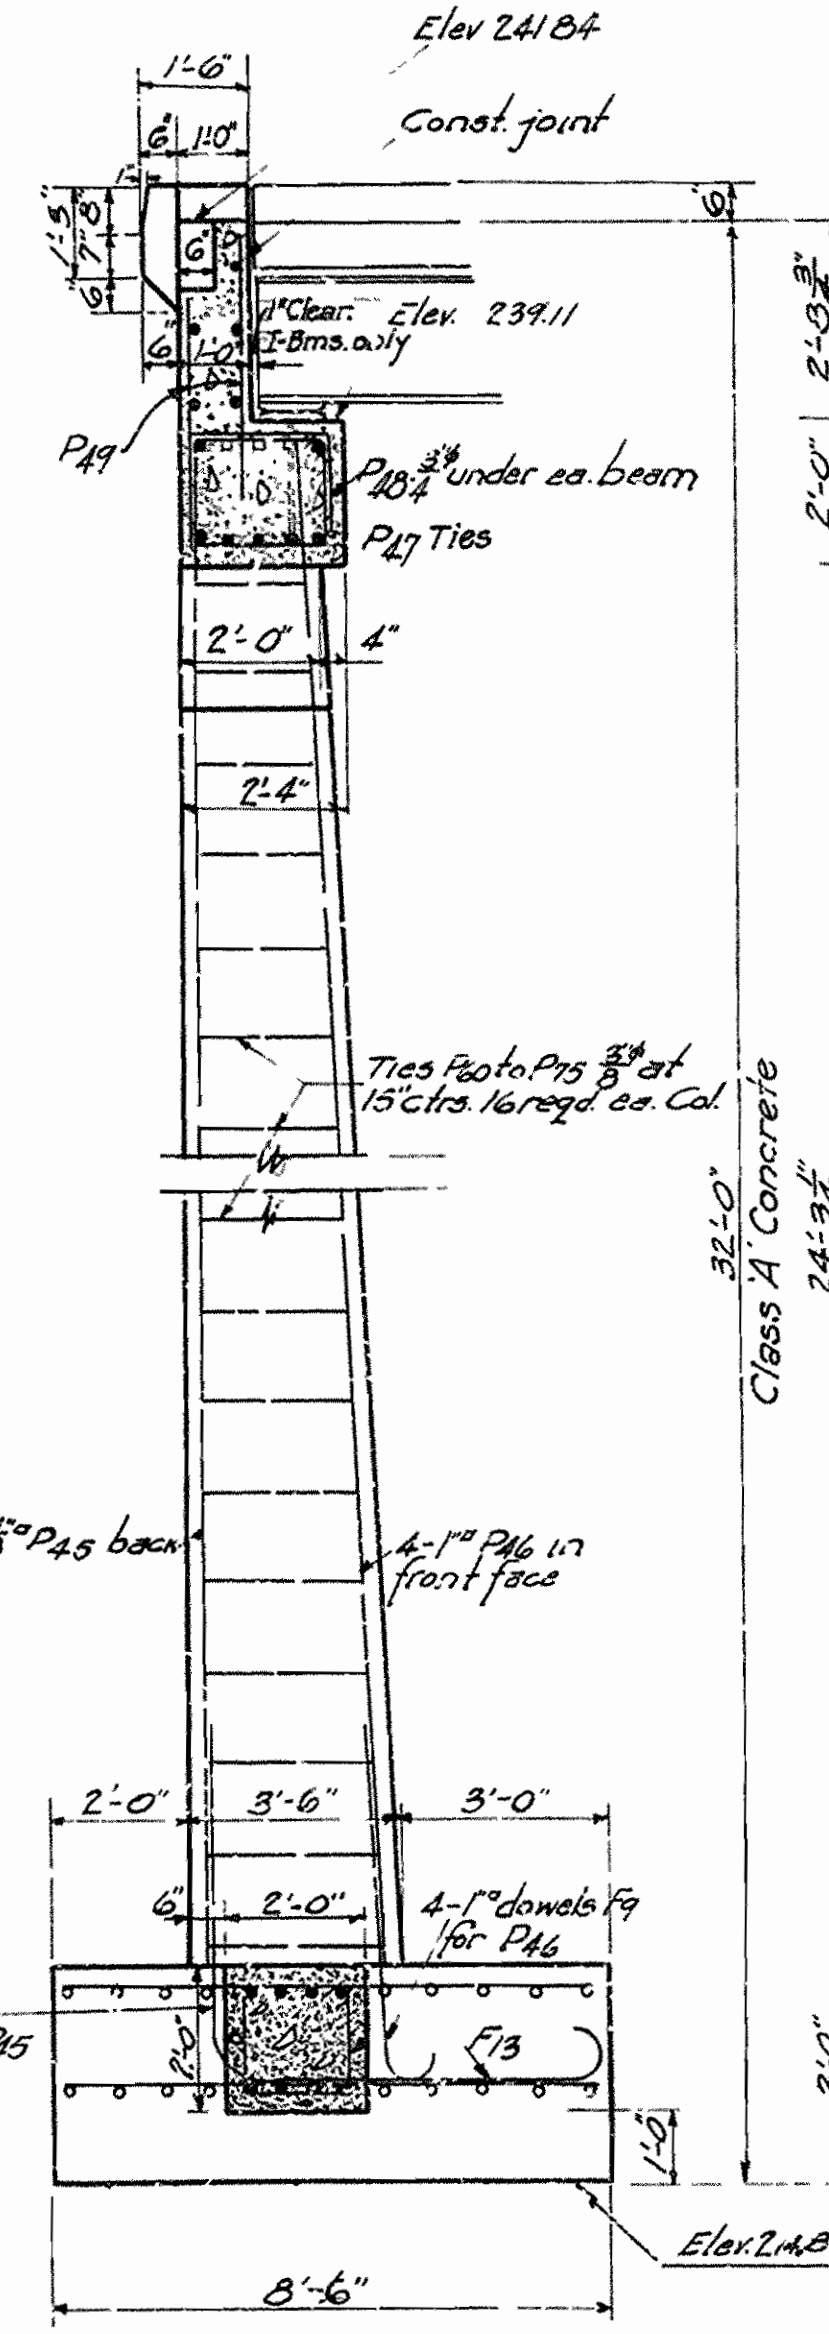 Elev 241 84
1'-6"
Const. joint
6" 1'-0"
1"
6"
1'-3"
8"
7"
6"
6"
2'-8 3/4"
1" Clear.
I-Bms. only
Elev. 239.11
6" 1'-0"
P49
P48-4 3/4"ϕ under ea. beam
2'-0"
P47 Ties
2'-0" 4"
2'-4"
Ties P60 to P75 3/8"ϕ at
15" ctrs. 16 reqd. ea. Col.
32'-0"
Class 'A' Concrete
P45 back
4-1"▫ P46 in
front face
2'-0" 3'-6" 3'-0"
6" 2'-0"
4-1"▫ dowels F9
for P46
2'-0"
F13
1'-0"
8'-6"